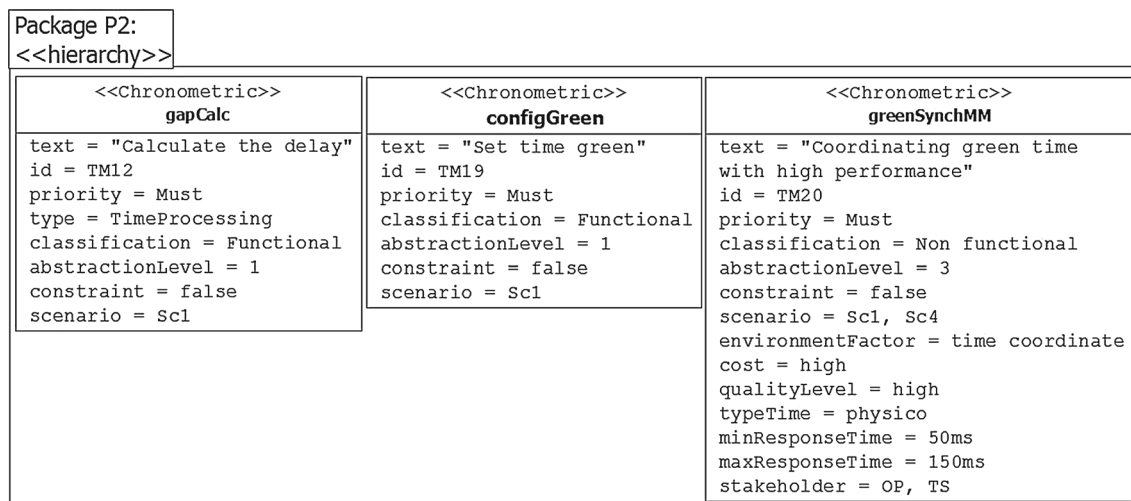 Package P2:
<<hierarchy>>
<<Chronometric>>
gapCalc
text = "Calculate the delay"
id = TM12
priority = Must
type = TimeProcessing
classification = Functional
abstractionLevel = 1
constraint = false
scenario = Sc1
<<Chronometric>>
configGreen
text = "Set time green"
id = TM19
priority = Must
classification = Functional
abstractionLevel = 1
constraint = false
scenario = Sc1
<<Chronometric>>
greenSynchMM
text = "Coordinating green time
with high performance"
id = TM20
priority = Must
classification = Non functional
abstractionLevel = 3
constraint = false
scenario = Sc1, Sc4
environmentFactor = time coordinate
cost = high
qualityLevel = high
typeTime = physico
minResponseTime = 50ms
maxResponseTime = 150ms
stakeholder = OP, TS